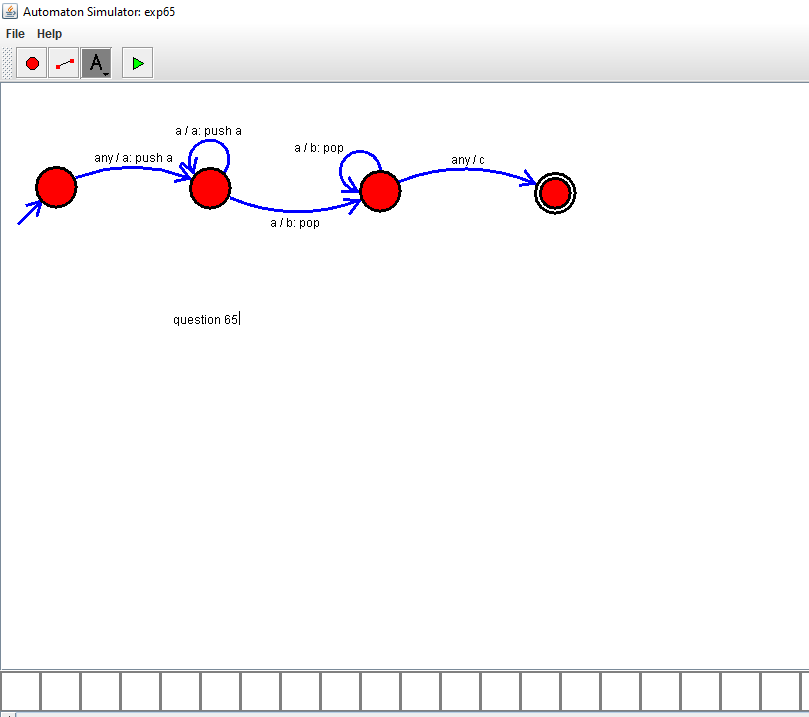 Automaton Simulator: exp65
File Help
A
a / a: push a
any / a: push a
a / b: pop
any / c
a / b: pop
question 65